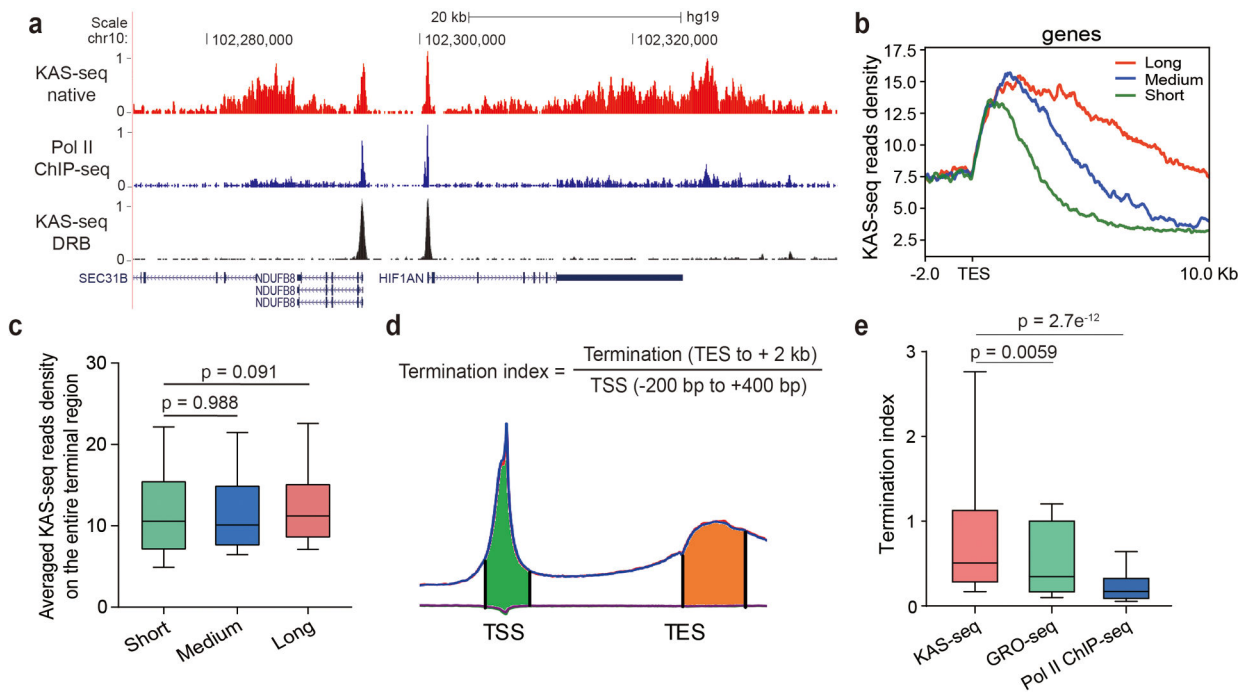 a
Scale
20 kb
hg19
chr10:
102,280,000
102,300,000
102,320,000
KAS-seq
native
1
0
Pol II
ChIP-seq
1
0
KAS-seq
DRB
1
0
SEC31B
NDUFB8
NDUFB8
NDUFB8
HIF1AN
b
genes
KAS-seq reads density
17.5
15.0
12.5
10.0
7.5
5.0
2.5
Long
Medium
Short
-2.0
TES
10.0 Kb
c
Averaged KAS-seq reads density
on the entire terminal region
30
20
10
0
p = 0.091
p = 0.988
Short
Medium
Long
d
Termination index =
Termination (TES to + 2 kb)
TSS (-200 bp to +400 bp)
TSS
TES
e
p = 2.7e-12
p = 0.0059
Termination index
3
2
1
0
KAS-seq
GRO-seq
Pol II ChIP-seq